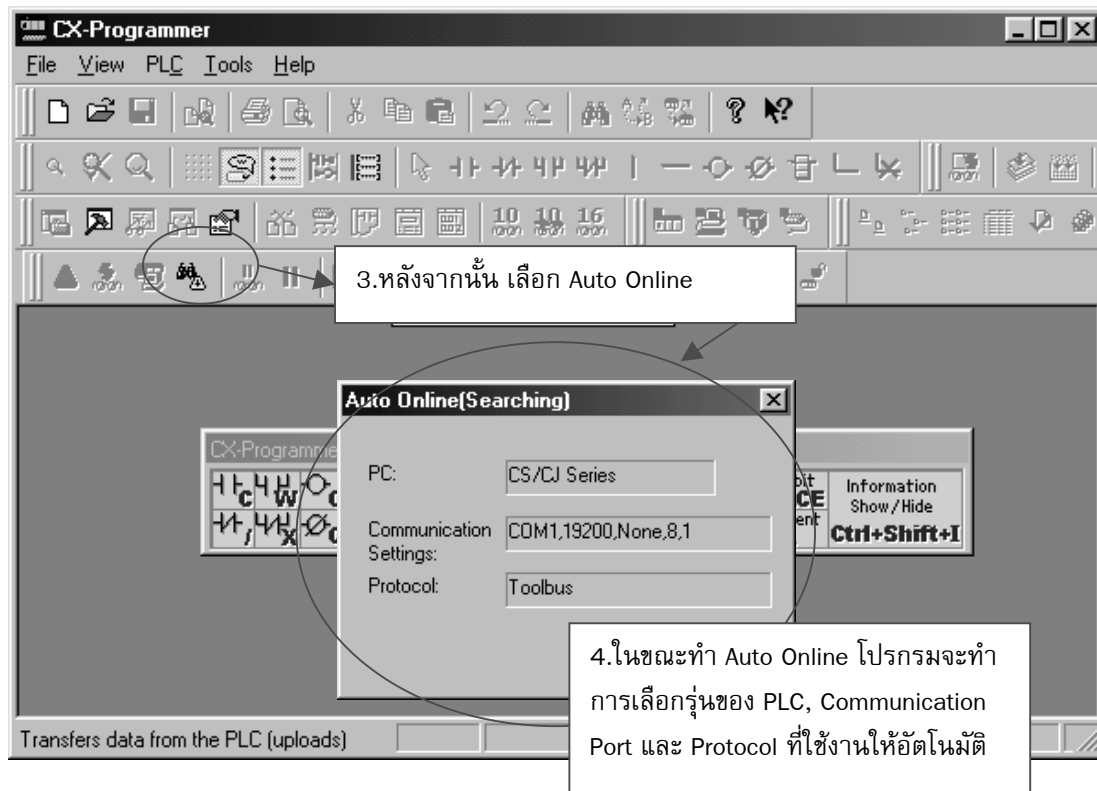 CX-Programmer
File View PLC Tools Help
10 10 16
3.หลังจากนั้น เลือก Auto Online
Auto Online(Searching)
CX-Programme
PC: CS/CJ Series
Communication Settings: COM1,19200,None,8,1
Protocol: Toolbus
C W
/ X
CE
Information
Show/Hide
Ctrl+Shift+I
4.ในขณะทำ Auto Online โปรกรมจะทำ
การเลือกรุ่นของ PLC, Communication
Port และ Protocol ที่ใช้งานให้อัตโนมัติ
Transfers data from the PLC (uploads)